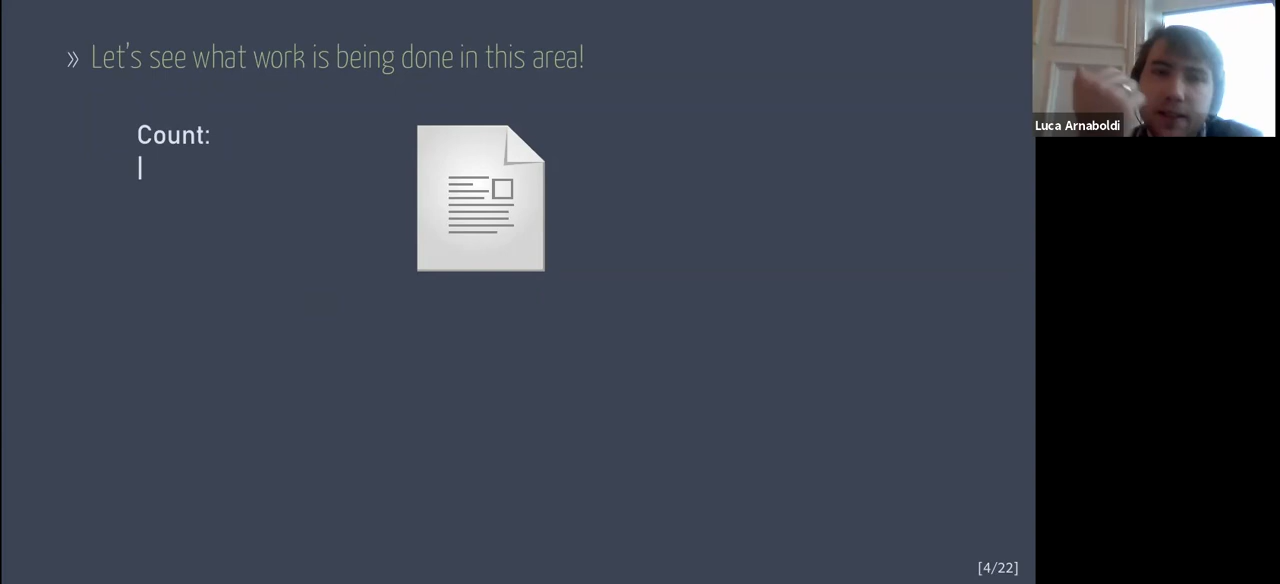 » Let's see what work is being done in this area!
Count:
|
Luca Arnaboldi
[4/22]